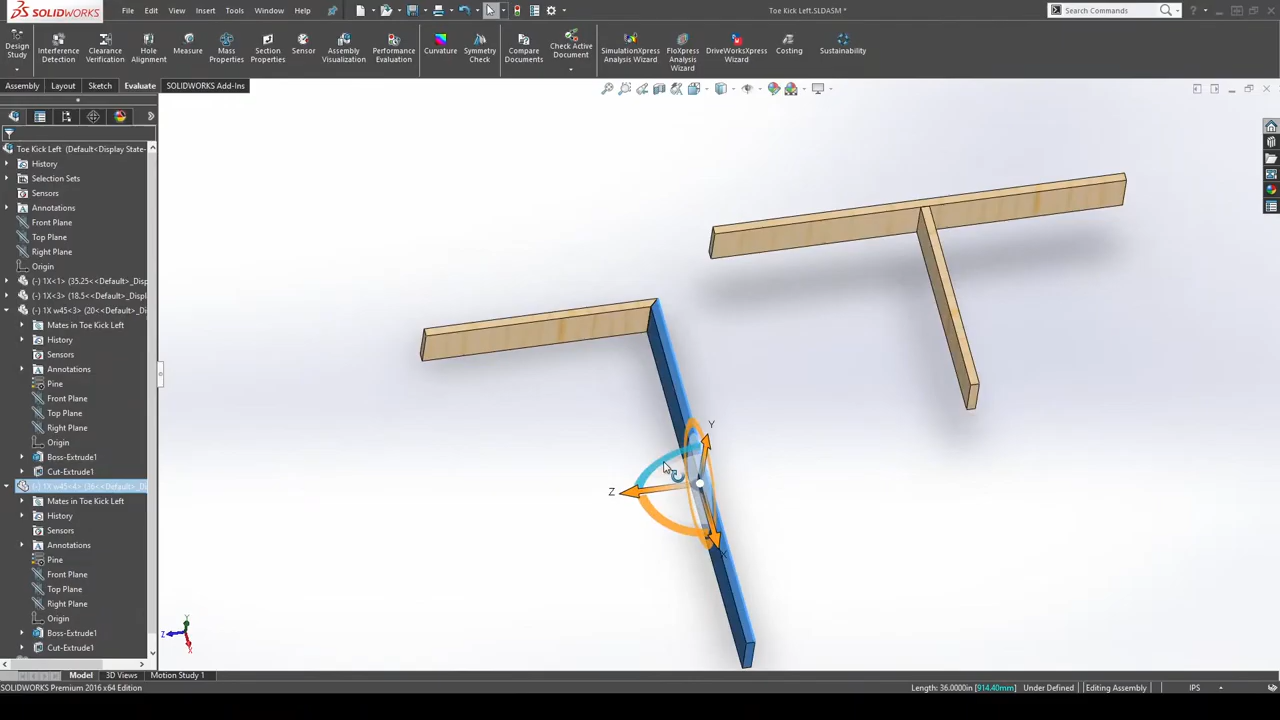 SOLIDWORKS
File Edit View Insert Tools Window Help
Toe Kick Left.SLDASM *
Search Commands
Design Study
Interference Detection
Clearance Verification
Hole Alignment
Measure
Mass Properties
Section Properties
Sensor
Assembly Visualization
Performance Evaluation
Curvature
Symmetry Check
Compare Documents
Check Active Document
SimulationXpress Analysis Wizard
FloXpress Analysis Wizard
DriveWorksXpress Wizard
Costing
Sustainability
Assembly Layout Sketch Evaluate SOLIDWORKS Add-Ins
Toe Kick Left (Default<Display State-
History
Selection Sets
Sensors
Annotations
Front Plane
Top Plane
Right Plane
Origin
(-) 1X<1> (35.25<<Default>_Disp
(-) 1X<3> (18.5<<Default>_Displ
(-) 1X w45<3> (20<<Default>_Di
Mates in Toe Kick Left
History
Sensors
Annotations
Pine
Front Plane
Top Plane
Right Plane
Origin
Boss-Extrude1
Cut-Extrude1
(-) 1X w45<4> (36<<Default>_Di
Mates in Toe Kick Left
History
Sensors
Annotations
Pine
Front Plane
Top Plane
Right Plane
Origin
Boss-Extrude1
Cut-Extrude1
Y
Z
X
Y
Z
X
Model 3D Views Motion Study 1
SOLIDWORKS Premium 2016 x64 Edition
Length: 36.0000in [914.40mm] Under Defined Editing Assembly IPS